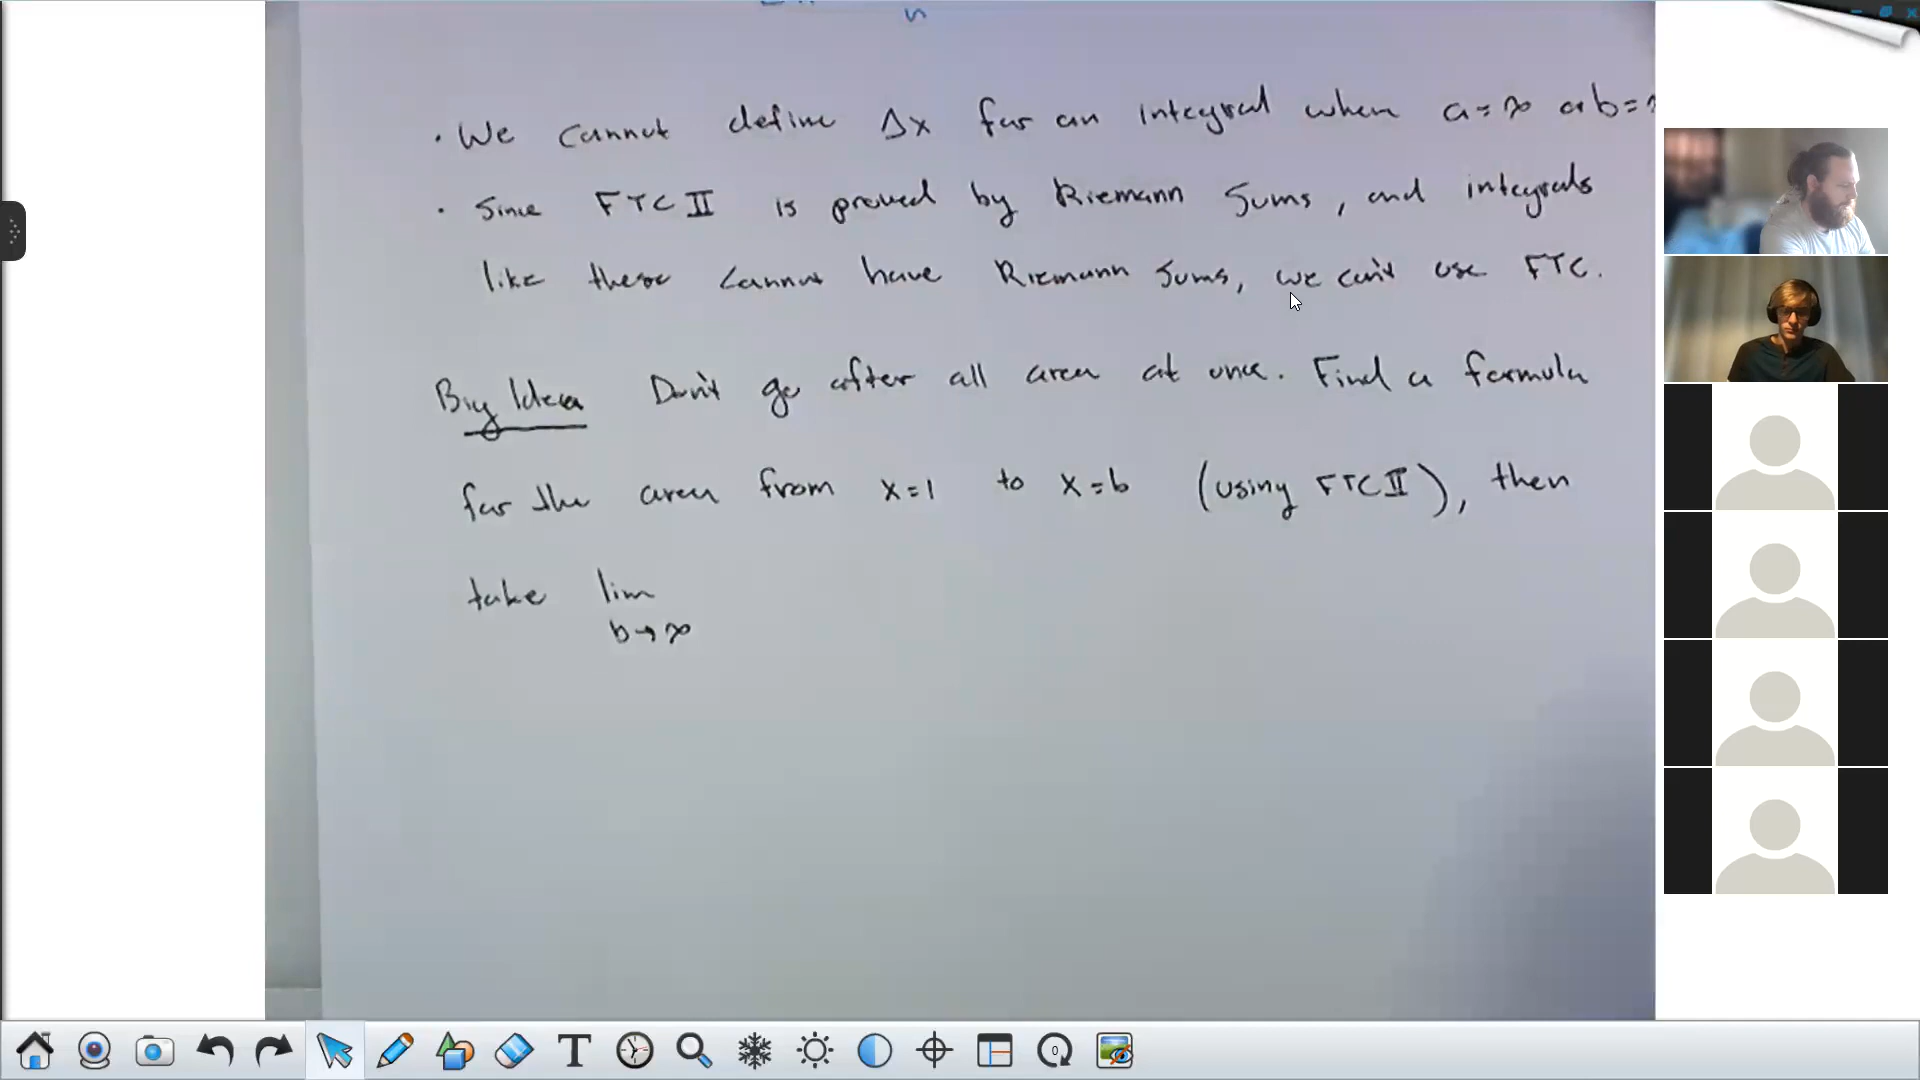 n
• We cannot define Δx for an integral when a=∞ or b=
• Since FTC II is proved by Riemann Sums, and integrals
like these cannot have Riemann Sums, we can't use FTC.
Big Idea Don't go after all area at once. Find a formula
for the area from x=1 to x=b (using FTC II), then
take lim
b→∞
T
0